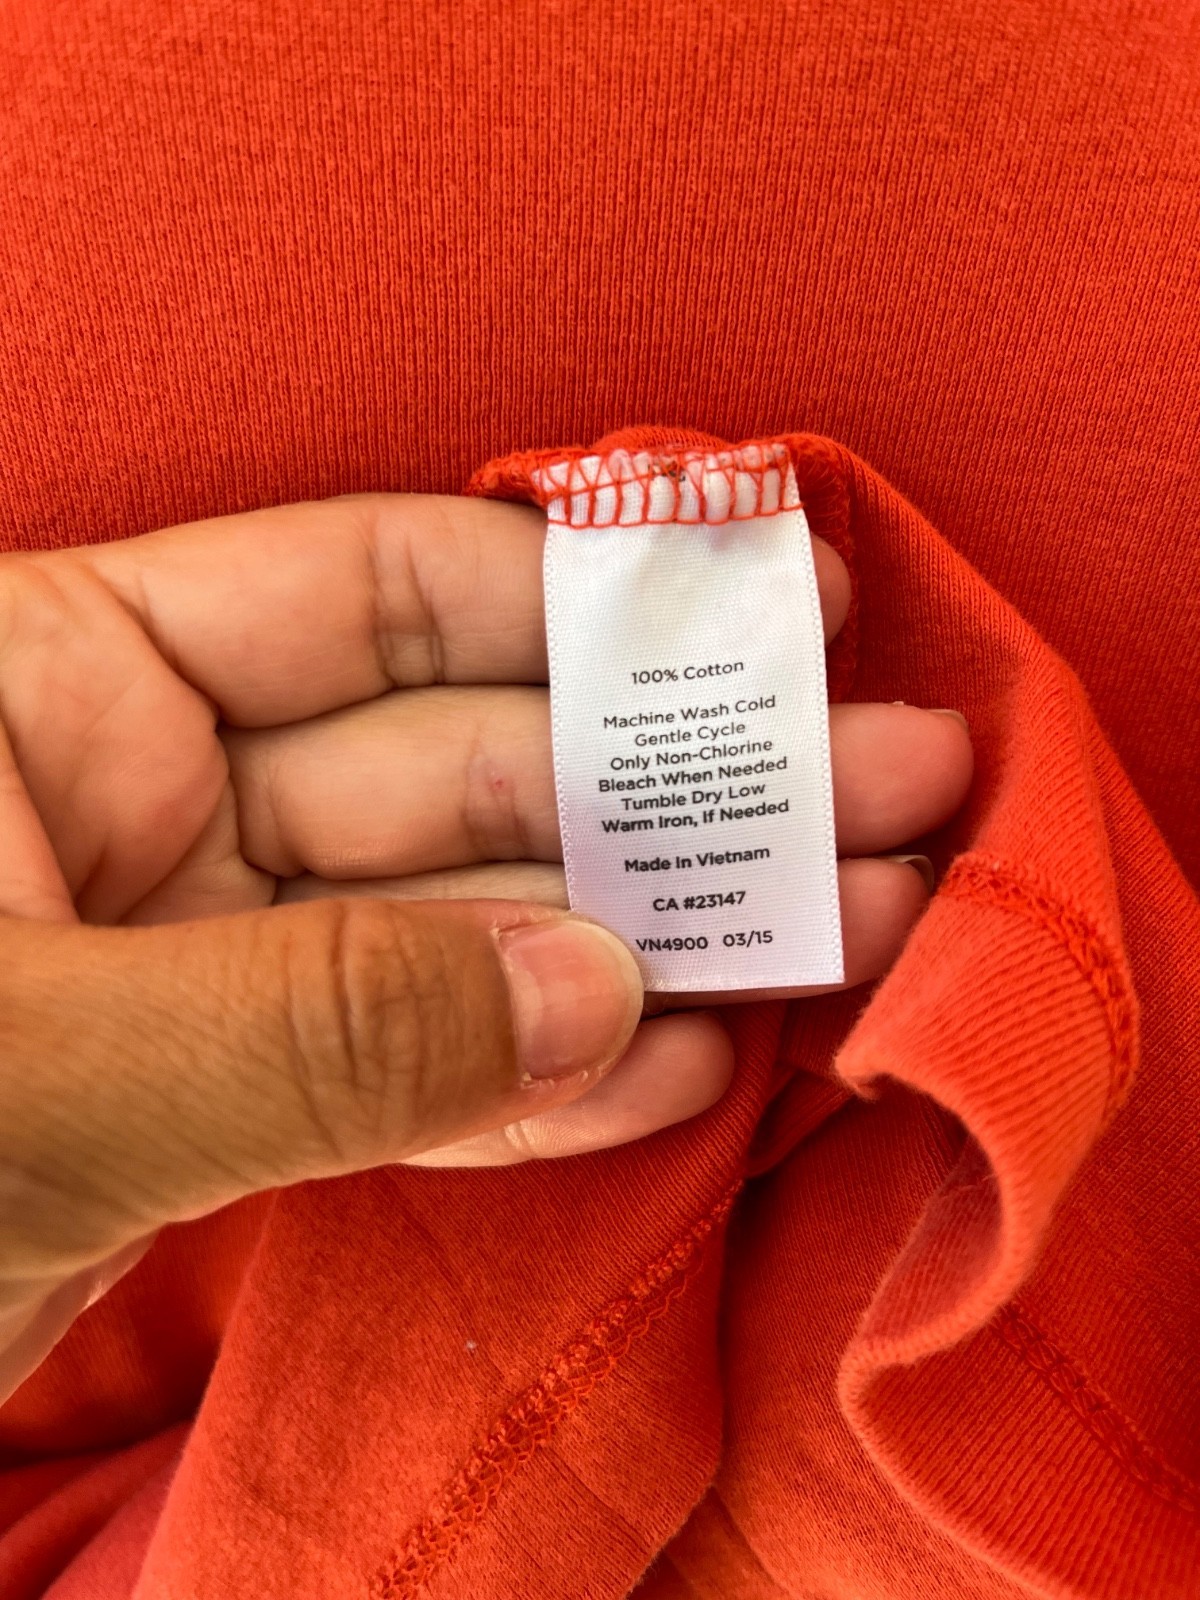 100% Cotton
Machine Wash Cold
Gentle Cycle
Only Non-Chlorine
Bleach When Needed
Tumble Dry Low
Warm Iron, If Needed
Made In Vietnam
CA #23147
VN4900 03/15